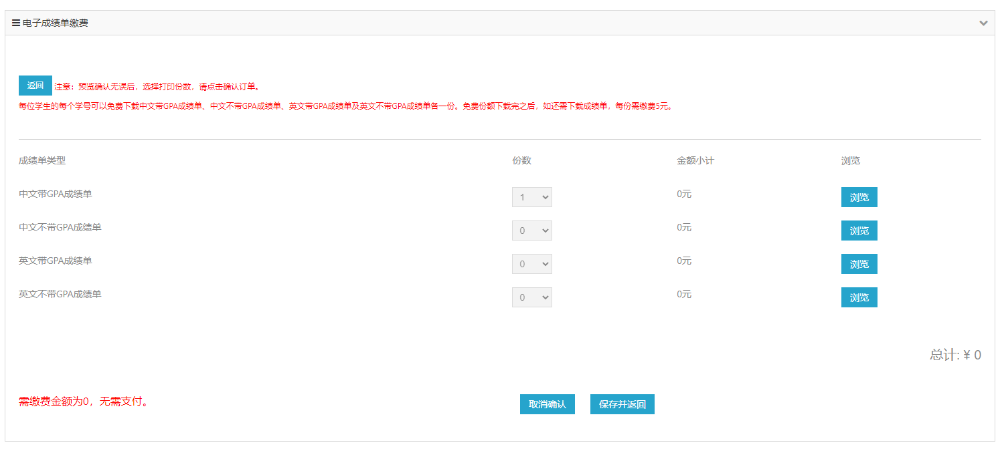 电子成绩单缴费
返回 注意：预览确认无误后，选择打印份数，请点击确认订单。
每位学生的每个学号可以免费下载中文带GPA成绩单、中文不带GPA成绩单、英文带GPA成绩单及英文不带GPA成绩单各一份。免费份额下载完之后，如还需下载成绩单，每份需缴费5元。
成绩单类型 份数 金额小计 浏览
中文带GPA成绩单 1 0元 浏览
中文不带GPA成绩单 0 0元 浏览
英文带GPA成绩单 0 0元 浏览
英文不带GPA成绩单 0 0元 浏览
总计: ¥ 0
需缴费金额为0，无需支付。 取消确认 保存并返回